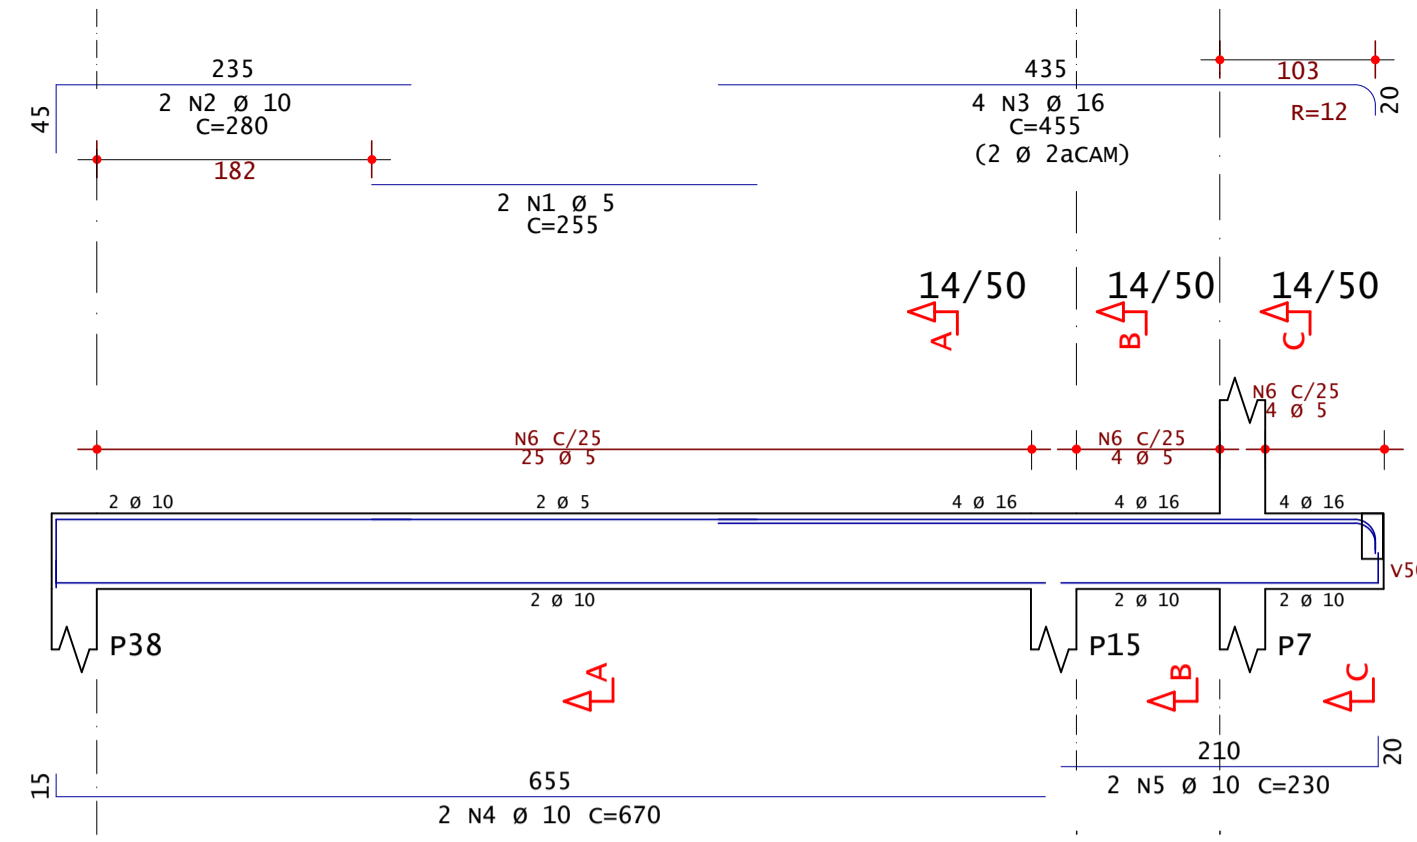 235
435
103
45
2 N2 Ø 10
C=280
4 N3 Ø 16
C=455
(2 Ø 2aCAM)
R=12
20
182
2 N1 Ø 5
C=255
14/50
14/50
14/50
A
B
C
N6 C/25
4 Ø 5
N6 C/25
25 Ø 5
N6 C/25
4 Ø 5
2 Ø 10
2 Ø 5
4 Ø 16
4 Ø 16
4 Ø 16
2 Ø 10
2 Ø 10
2 Ø 10
P38
P15
P7
A
B
C
15
655
2 N4 Ø 10 C=670
210
20
2 N5 Ø 10 C=230